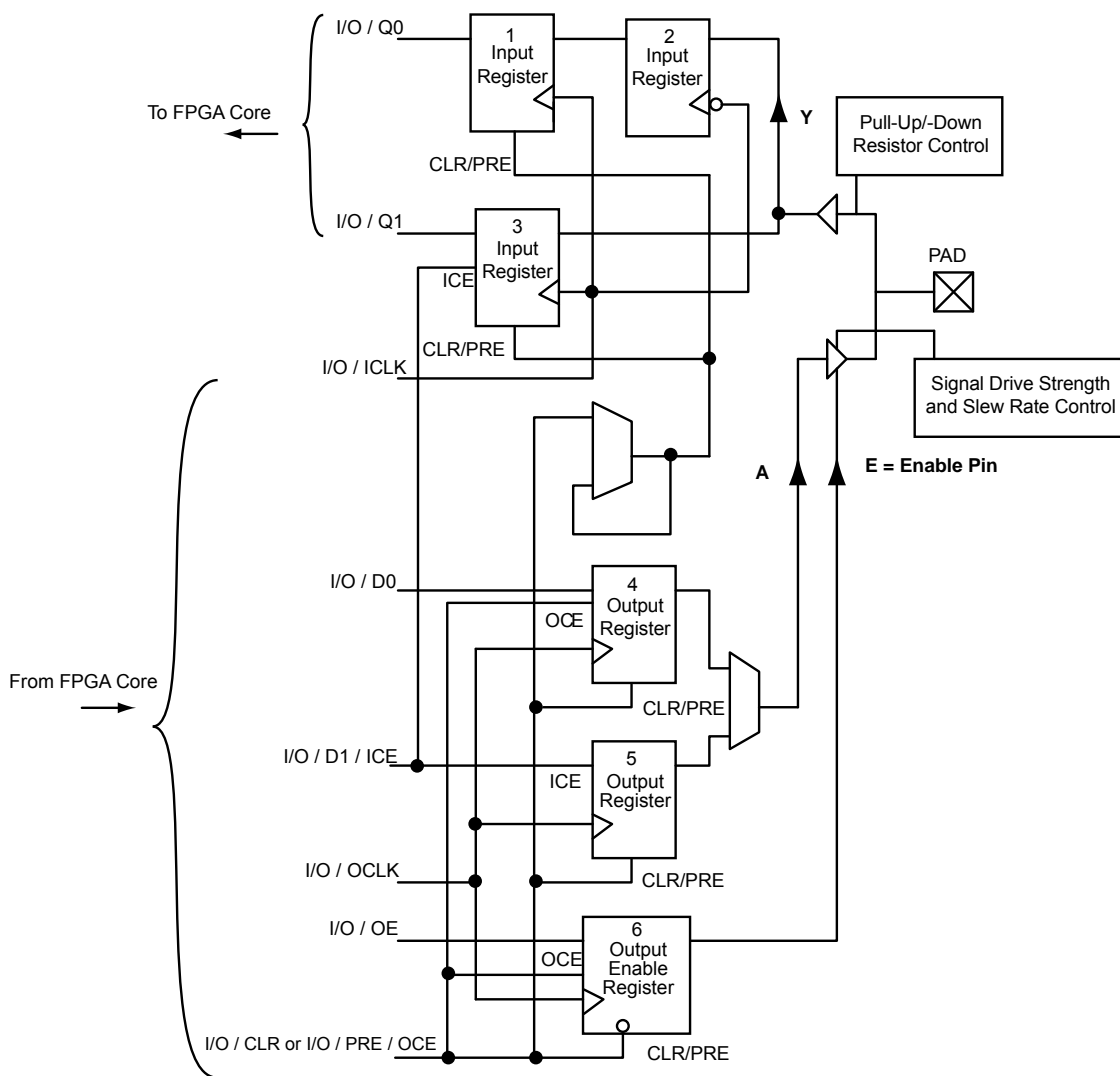 I/O / Q0
1
Input
Register
2
Input
Register
To FPGA Core
Y
Pull-Up/-Down
Resistor Control
CLR/PRE
I/O / Q1
3
Input
Register
ICE
PAD
CLR/PRE
I/O / ICLK
Signal Drive Strength
and Slew Rate Control
A
E = Enable Pin
I/O / D0
4
Output
Register
OCE
From FPGA Core
CLR/PRE
I/O / D1 / ICE
5
Output
Register
ICE
I/O / OCLK
CLR/PRE
I/O / OE
6
Output
Enable
Register
OCE
I/O / CLR or I/O / PRE / OCE
CLR/PRE